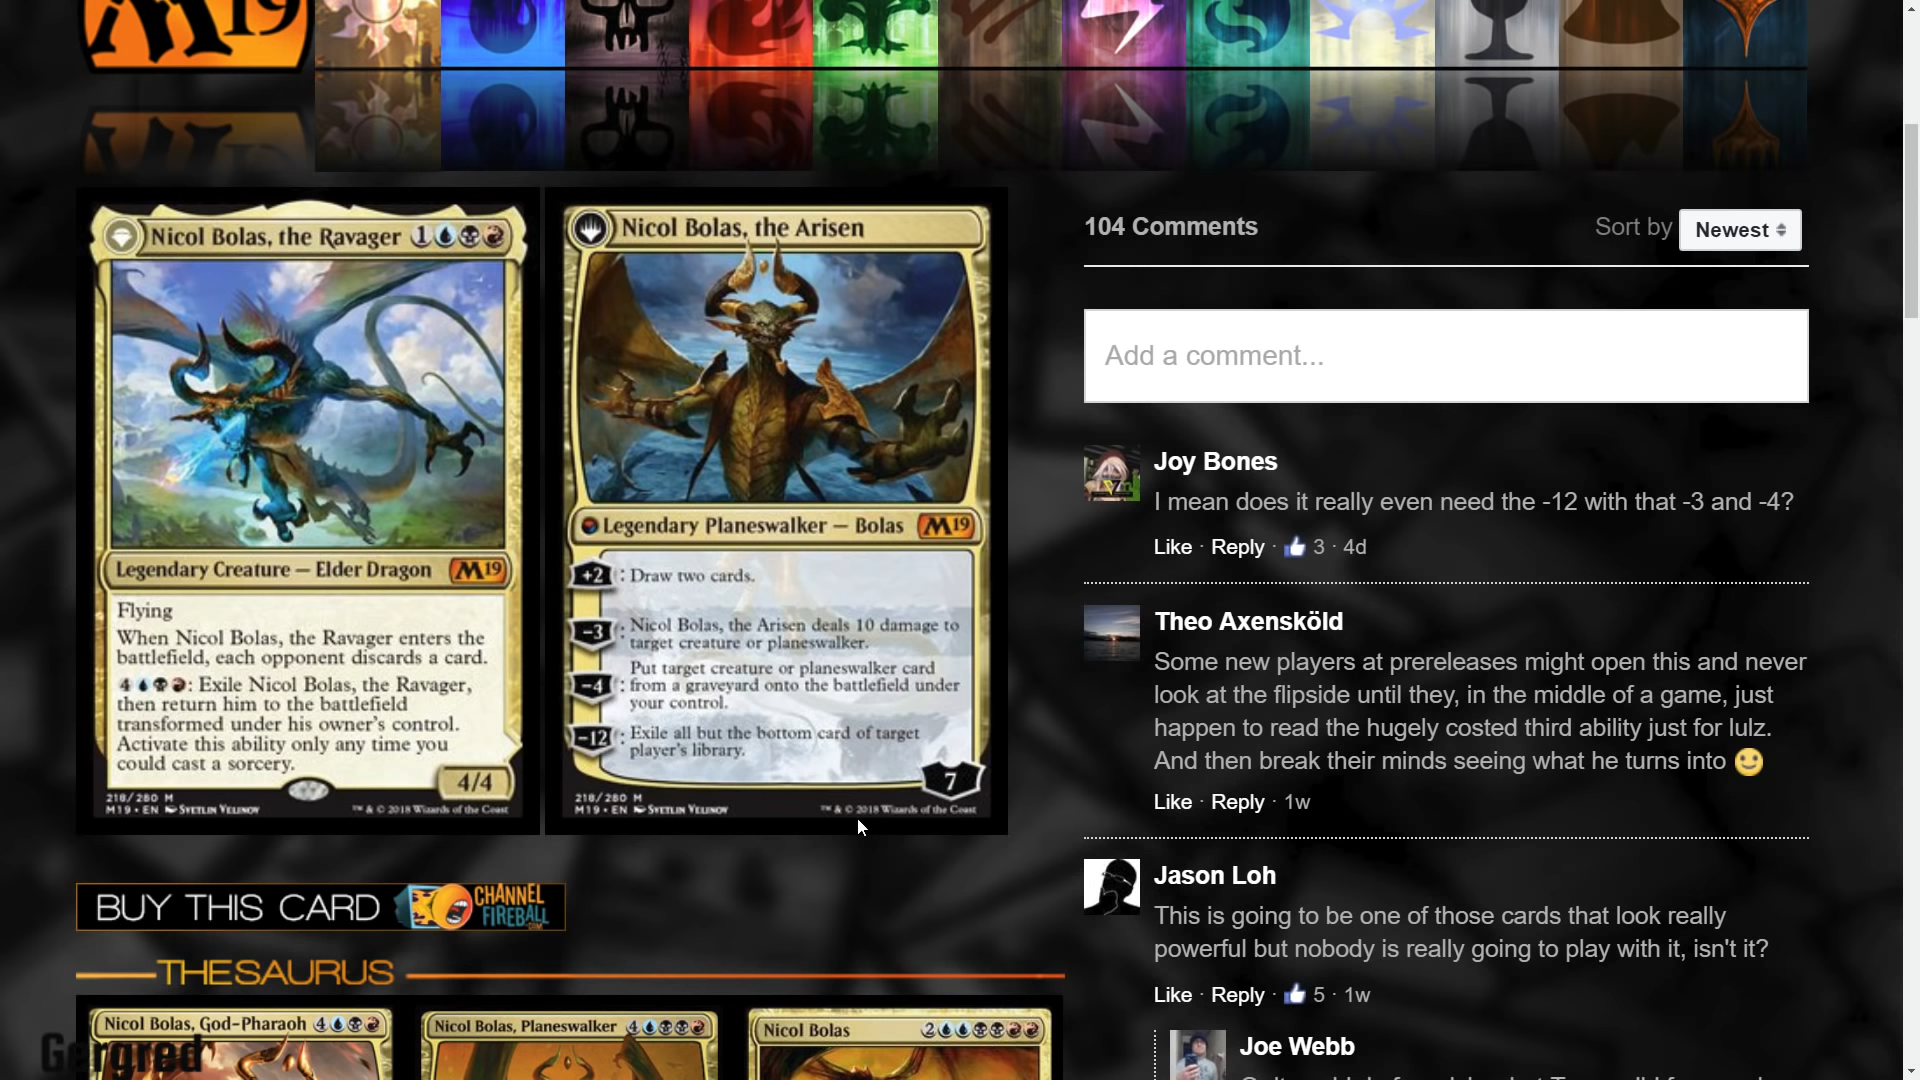 M19
Nicol Bolas, the Ravager 1
Legendary Creature — Elder Dragon M19
Flying
When Nicol Bolas, the Ravager enters the
battlefield, each opponent discards a card.
4 : Exile Nicol Bolas, the Ravager,
then return him to the battlefield
transformed under his owner's control.
Activate this ability only any time you
could cast a sorcery.
4/4
218/280 M
M19 • EN SVETLIN VELINOV
™ & © 2018 Wizards of the Coast
Nicol Bolas, the Arisen
Legendary Planeswalker — Bolas M19
+2 : Draw two cards.
-3 : Nicol Bolas, the Arisen deals 10 damage to
target creature or planeswalker.
Put target creature or planeswalker card
-4 : from a graveyard onto the battlefield under
your control.
-12 : Exile all but the bottom card of target
player's library.
7
218/280 M
M19 • EN SVETLIN VELINOV
™ & © 2018 Wizards of the Coast
BUY THIS CARD CHANNEL
FIREBALL
.COM
THESAURUS
Nicol Bolas, God-Pharaoh 4
Nicol Bolas, Planeswalker 4
Nicol Bolas 2
Gergred
104 Comments
Sort by Newest
Add a comment...
Joy Bones
I mean does it really even need the -12 with that -3 and -4?
Like · Reply · 3 · 4d
Theo Axensköld
Some new players at prereleases might open this and never
look at the flipside until they, in the middle of a game, just
happen to read the hugely costed third ability just for lulz.
And then break their minds seeing what he turns into
Like · Reply · 1w
Jason Loh
This is going to be one of those cards that look really
powerful but nobody is really going to play with it, isn't it?
Like · Reply · 5 · 1w
Joe Webb